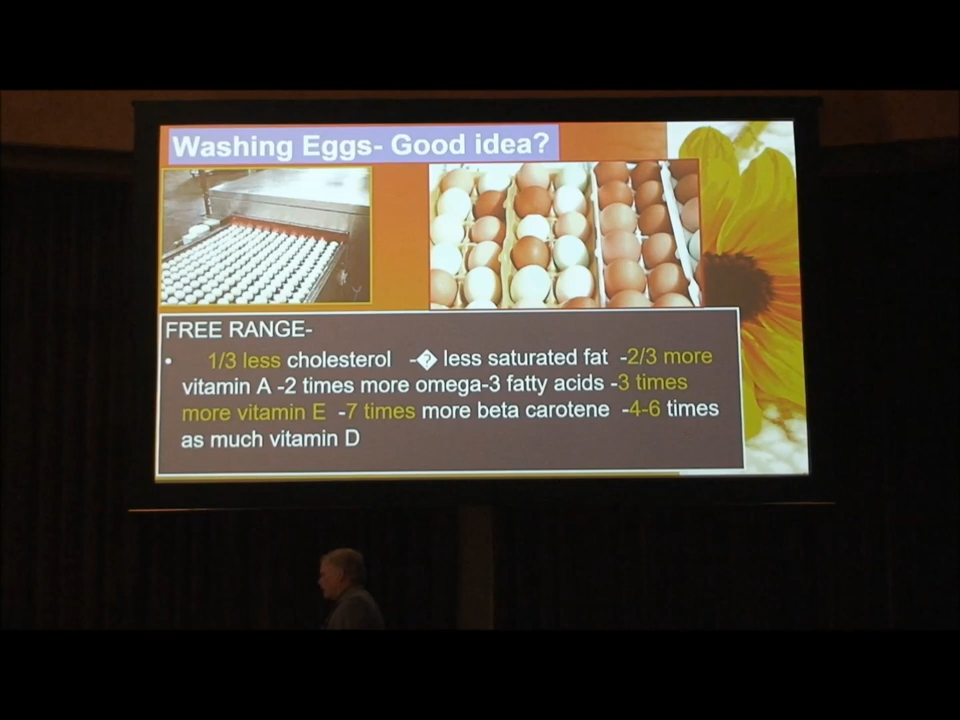 Washing Eggs- Good idea?
FREE RANGE-
• 1/3 less cholesterol -� less saturated fat -2/3 more
vitamin A -2 times more omega-3 fatty acids -3 times
more vitamin E -7 times more beta carotene -4-6 times
as much vitamin D